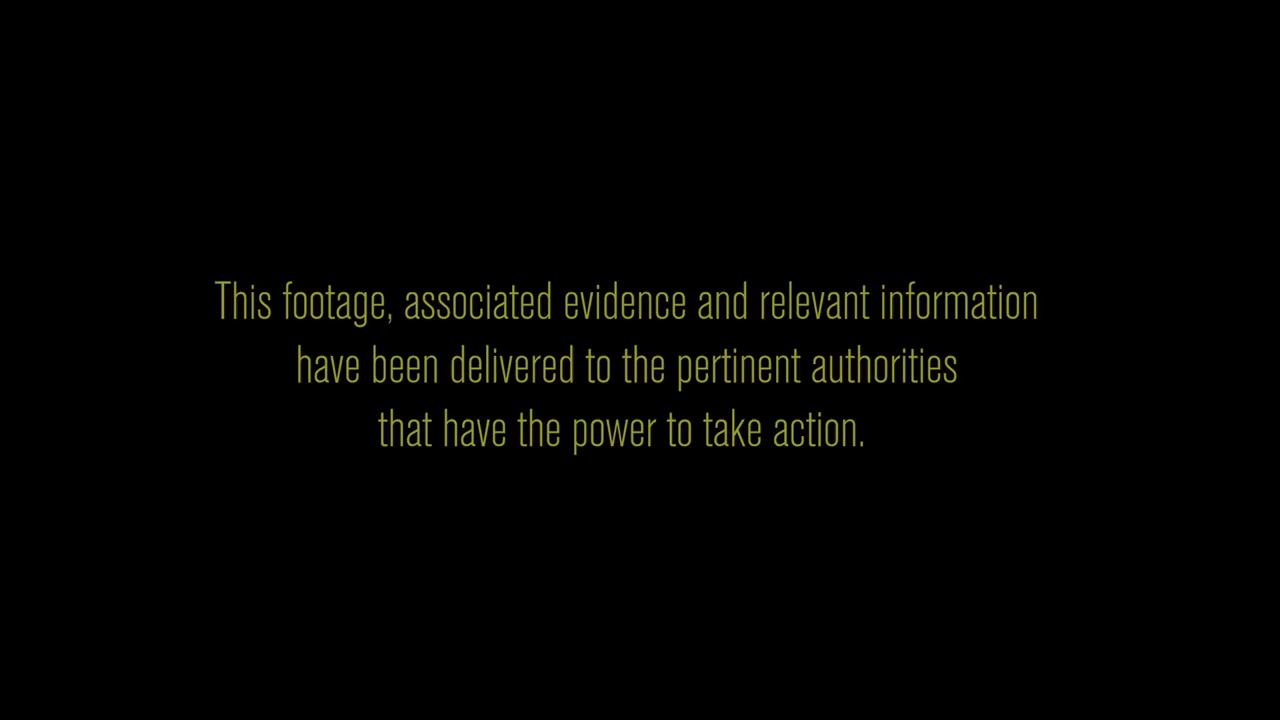 This footage, associated evidence and relevant information
have been delivered to the pertinent authorities
that have the power to take action.